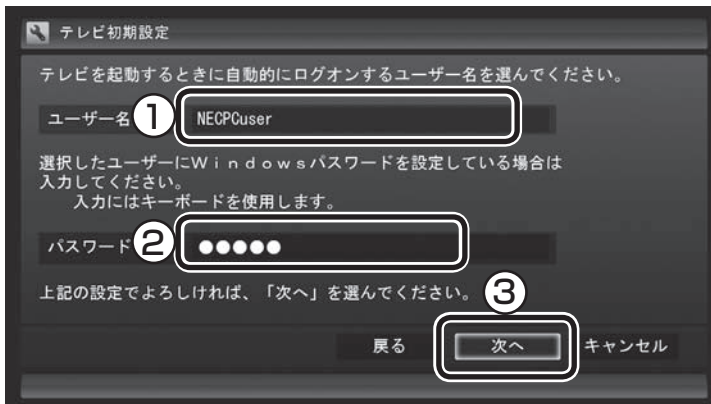 テレビ初期設定
テレビを起動するときに自動的にログオンするユーザー名を選んでください。
ユーザー名 ① NECPCuser
選択したユーザーにWindowsパスワードを設定している場合は
入力してください。
入力にはキーボードを使用します。
パスワード ② ●●●●●
上記の設定でよろしければ、「次へ」を選んでください。 ③
戻る 次へ キャンセル